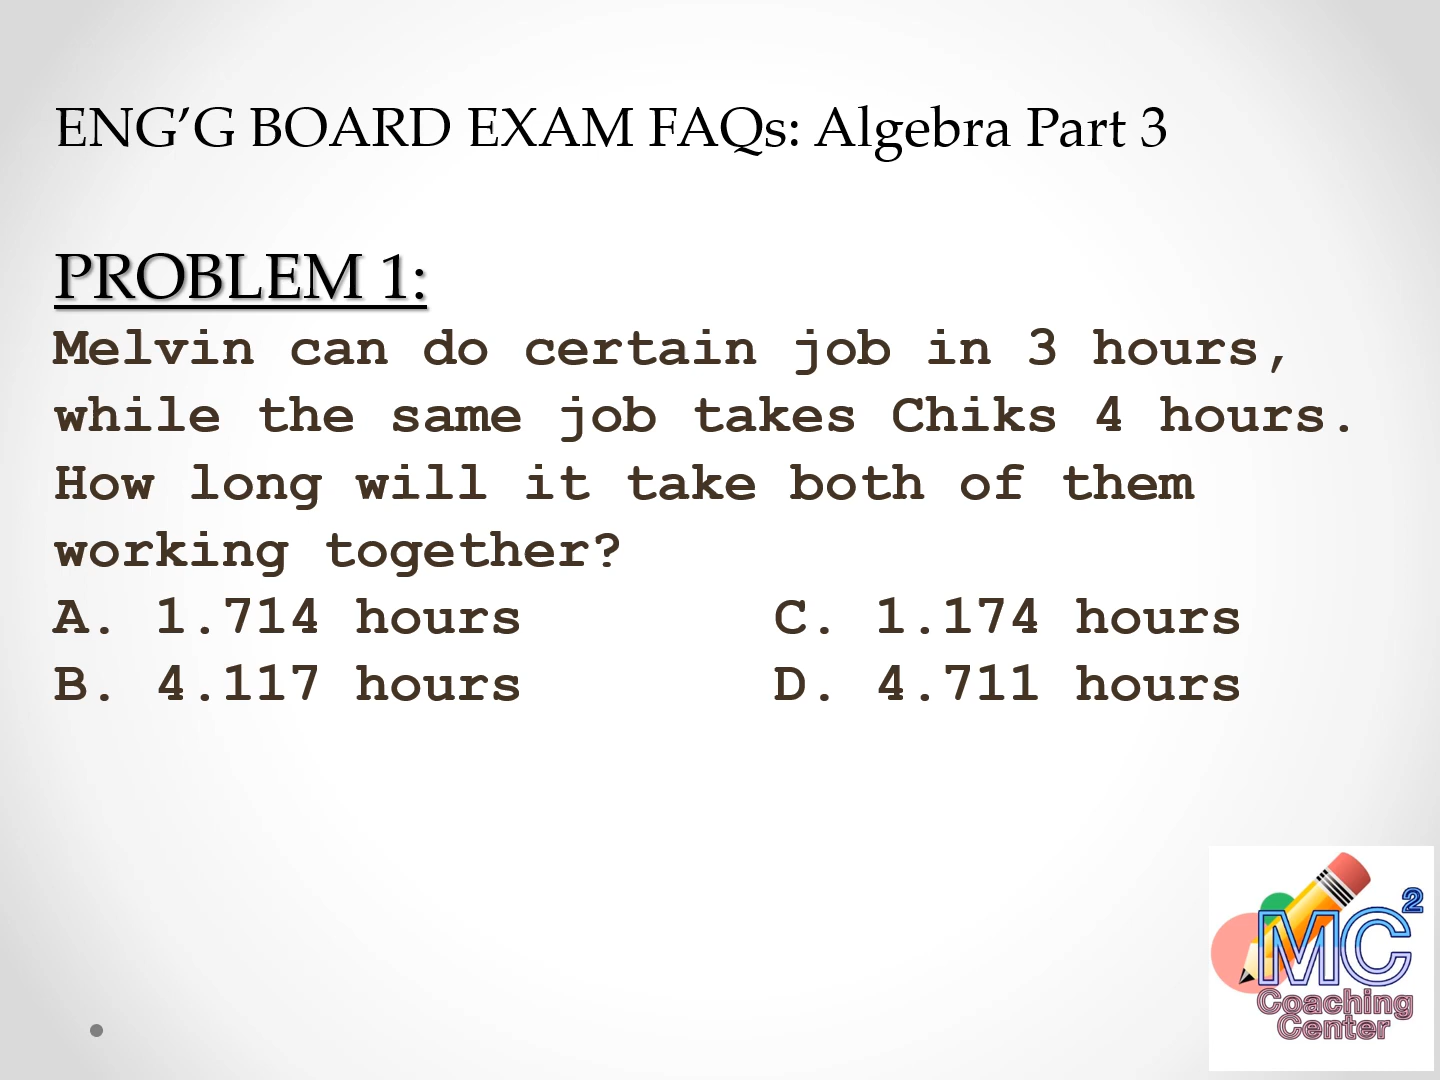 ENG’G BOARD EXAM FAQs: Algebra Part 3
PROBLEM 1:
Melvin can do certain job in 3 hours,
while the same job takes Chiks 4 hours.
How long will it take both of them
working together?
A. 1.714 hours C. 1.174 hours
B. 4.117 hours D. 4.711 hours
MC²
Coaching
Center